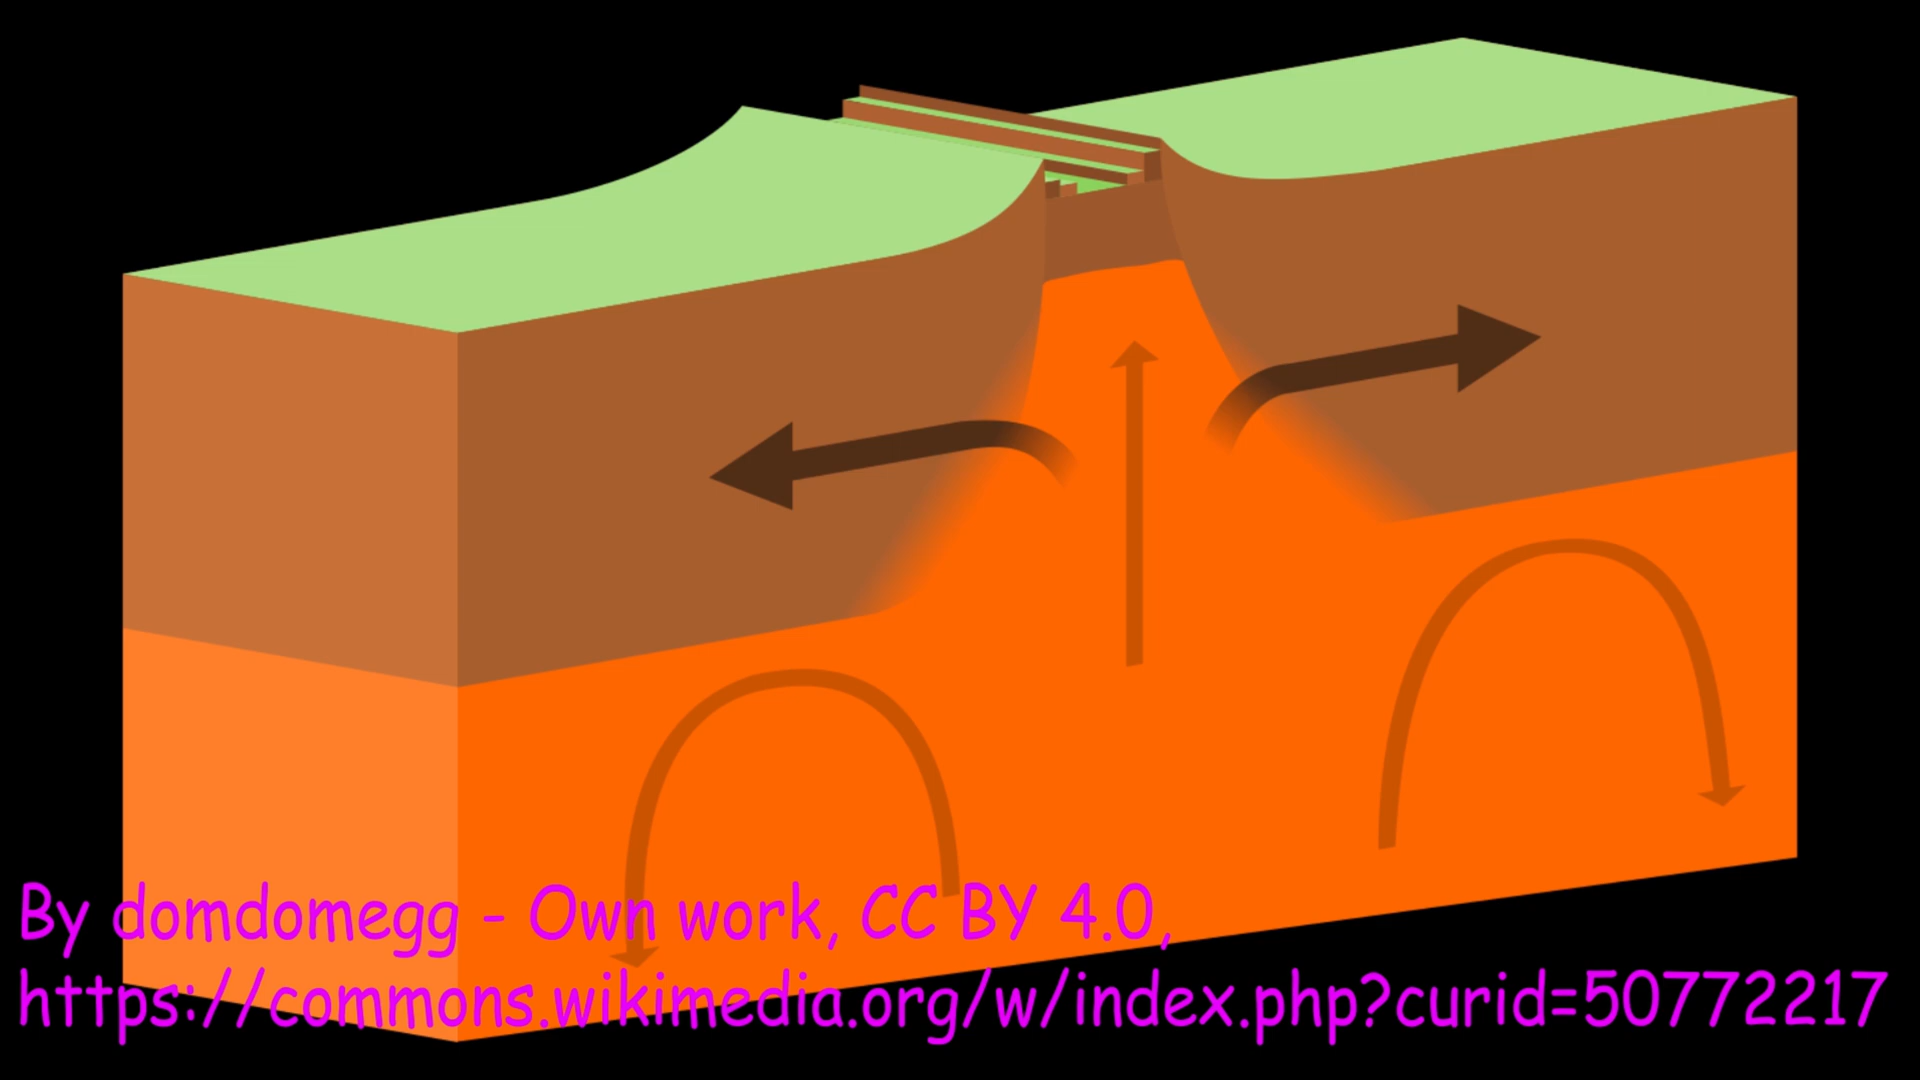 By domdomegg - Own work, CC BY 4.0,
https://commons.wikimedia.org/w/index.php?curid=50772217